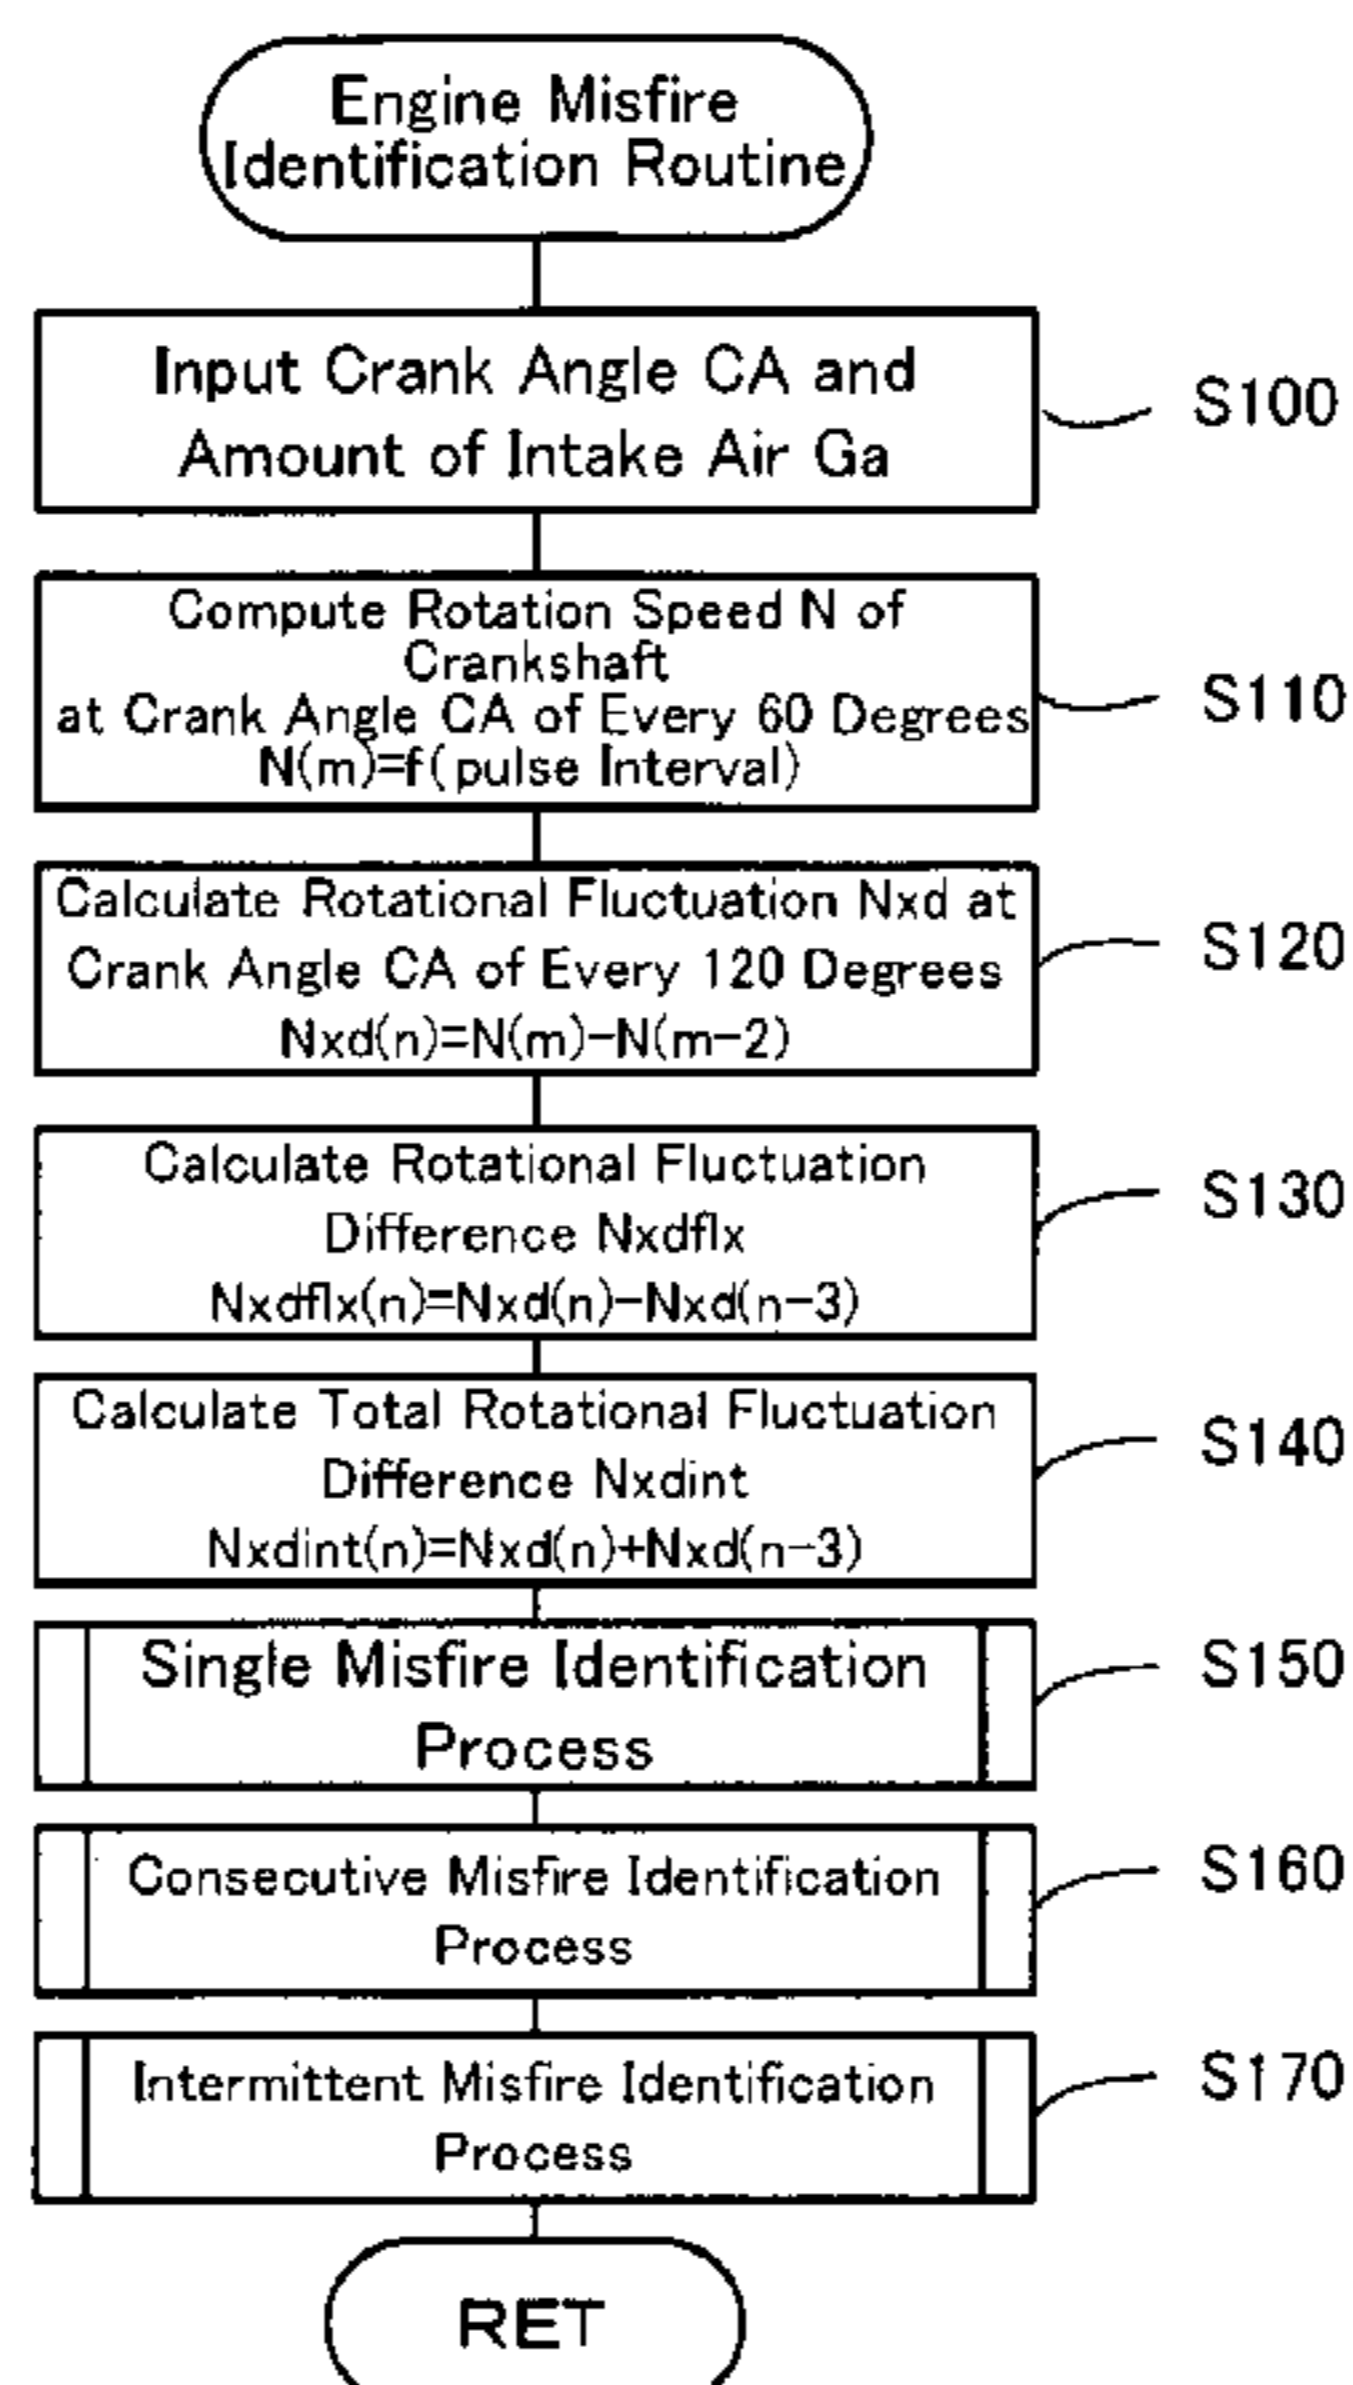 Engine Misfire
Identification Routine
Input Crank Angle CA and
Amount of Intake Air Ga
S100
Compute Rotation Speed N of
Crankshaft
at Crank Angle CA of Every 60 Degrees
N(m)=f(pulse Interval)
S110
Calculate Rotational Fluctuation Nxd at
Crank Angle CA of Every 120 Degrees
Nxd(n)=N(m)-N(m-2)
S120
Calculate Rotational Fluctuation
Difference Nxdflx
Nxdflx(n)=Nxd(n)-Nxd(n-3)
S130
Calculate Total Rotational Fluctuation
Difference Nxdint
Nxdint(n)=Nxd(n)+Nxd(n-3)
S140
Single Misfire Identification
Process
S150
Consecutive Misfire Identification
Process
S160
Intermittent Misfire Identification
Process
S170
RET